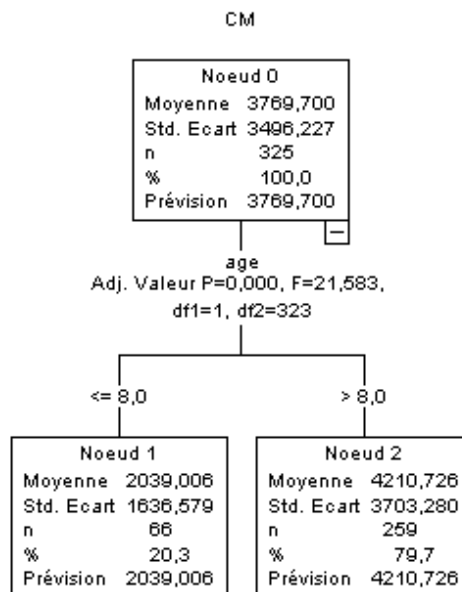 CM
Noeud 0
Moyenne 3769,700
Std. Ecart 3496,227
n 325
% 100,0
Prévision 3769,700
age
Adj. Valeur P=0,000, F=21,583,
df1=1, df2=323
<= 8,0
> 8,0
Noeud 1
Moyenne 2039,006
Std. Ecart 1636,579
n 66
% 20,3
Prévision 2039,006
Noeud 2
Moyenne 4210,726
Std. Ecart 3703,280
n 259
% 79,7
Prévision 4210,726